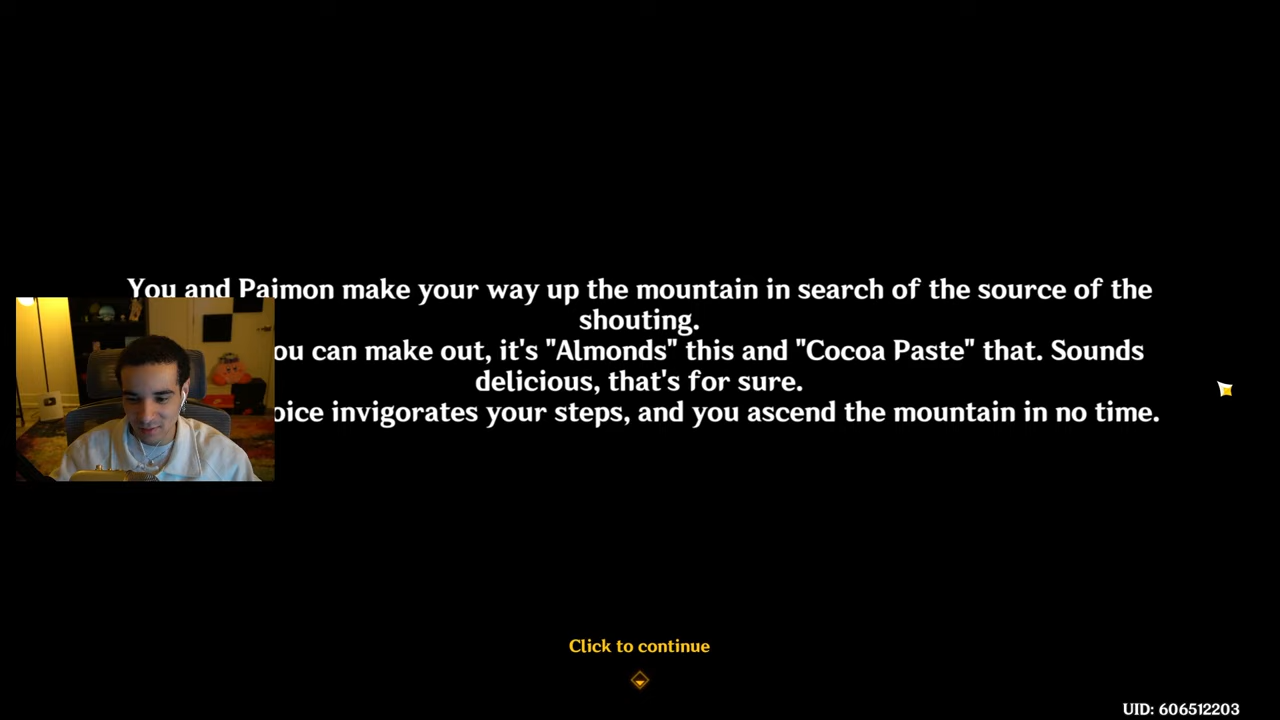 You and Paimon make your way up the mountain in search of the source of the
shouting.
ou can make out, it's "Almonds" this and "Cocoa Paste" that. Sounds
delicious, that's for sure.
oice invigorates your steps, and you ascend the mountain in no time.
Click to continue
UID: 606512203